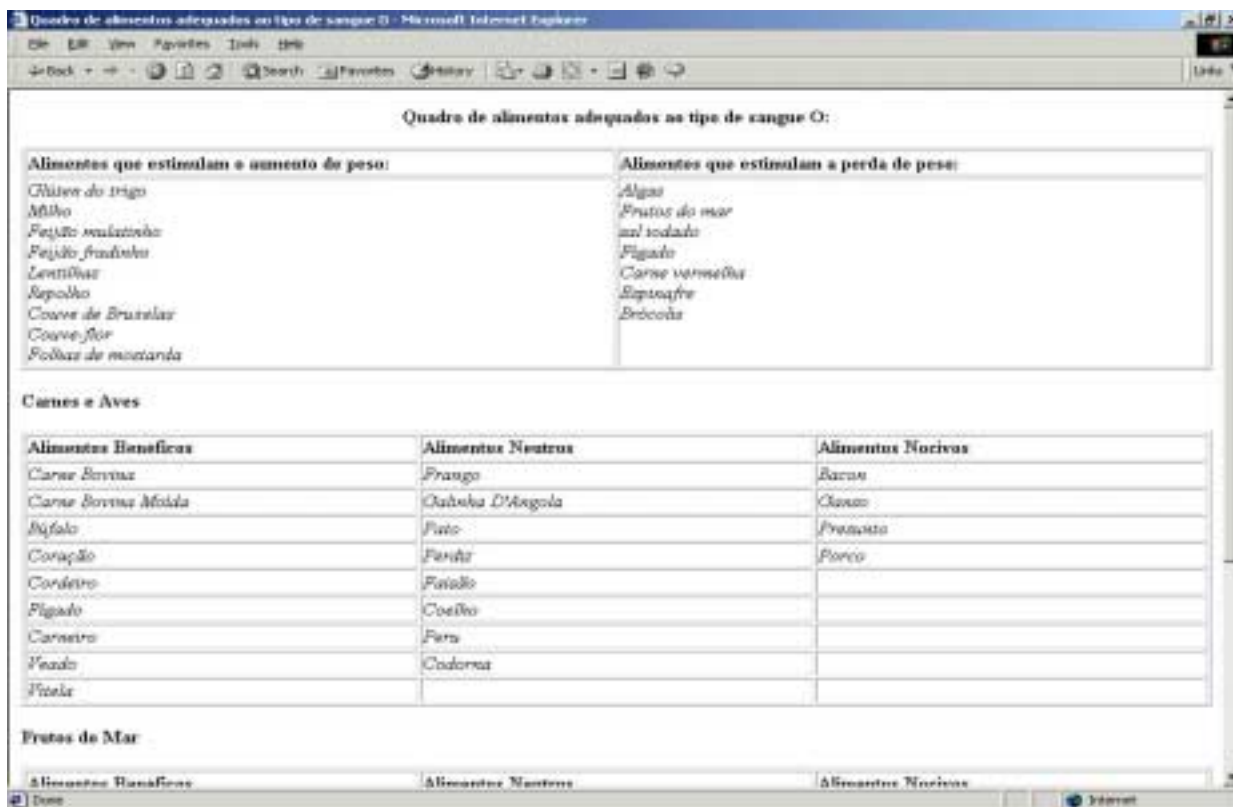 Quadro de alimentos adequados ao tipo de sangue O - Microsoft Internet Explorer
File Edit View Favorites Tools Help
Back Search Favorites History Links
Quadro de alimentos adequados ao tipo de sangue O:
Alimentos que estimulam o aumento de peso: Alimentos que estimulam a perda de peso:
Glúten do trigo Algas
Milho Frutos do mar
Feijão mulatinho sal iodado
Feijão fradinho Fígado
Lentilhas Carne vermelha
Repolho Espinafre
Couve de Bruxelas Brócolis
Couve-flor
Folhas de mostarda
Carnes e Aves
Alimentos Benéficos Alimentos Neutros Alimentos Nocivos
Carne Bovina Frango Bacon
Carne Bovina Moída Galinha D'Angola Ganso
Búfalo Pato Presunto
Coração Perdiz Porco
Cordeiro Faisão
Fígado Coelho
Carneiro Peru
Veado Codorna
Vitela
Frutos do Mar
Alimentos Benéficos Alimentos Neutros Alimentos Nocivos
Done Internet